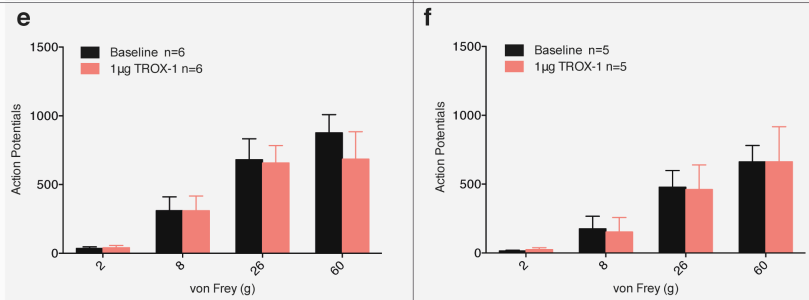 e
1500
1000
500
0
Action Potentials
Baseline n=6
1µg TROX-1 n=6
2
8
26
60
von Frey (g)
f
1500
1000
500
0
Action Potentials
Baseline n=5
1µg TROX-1 n=5
2
8
26
60
von Frey (g)